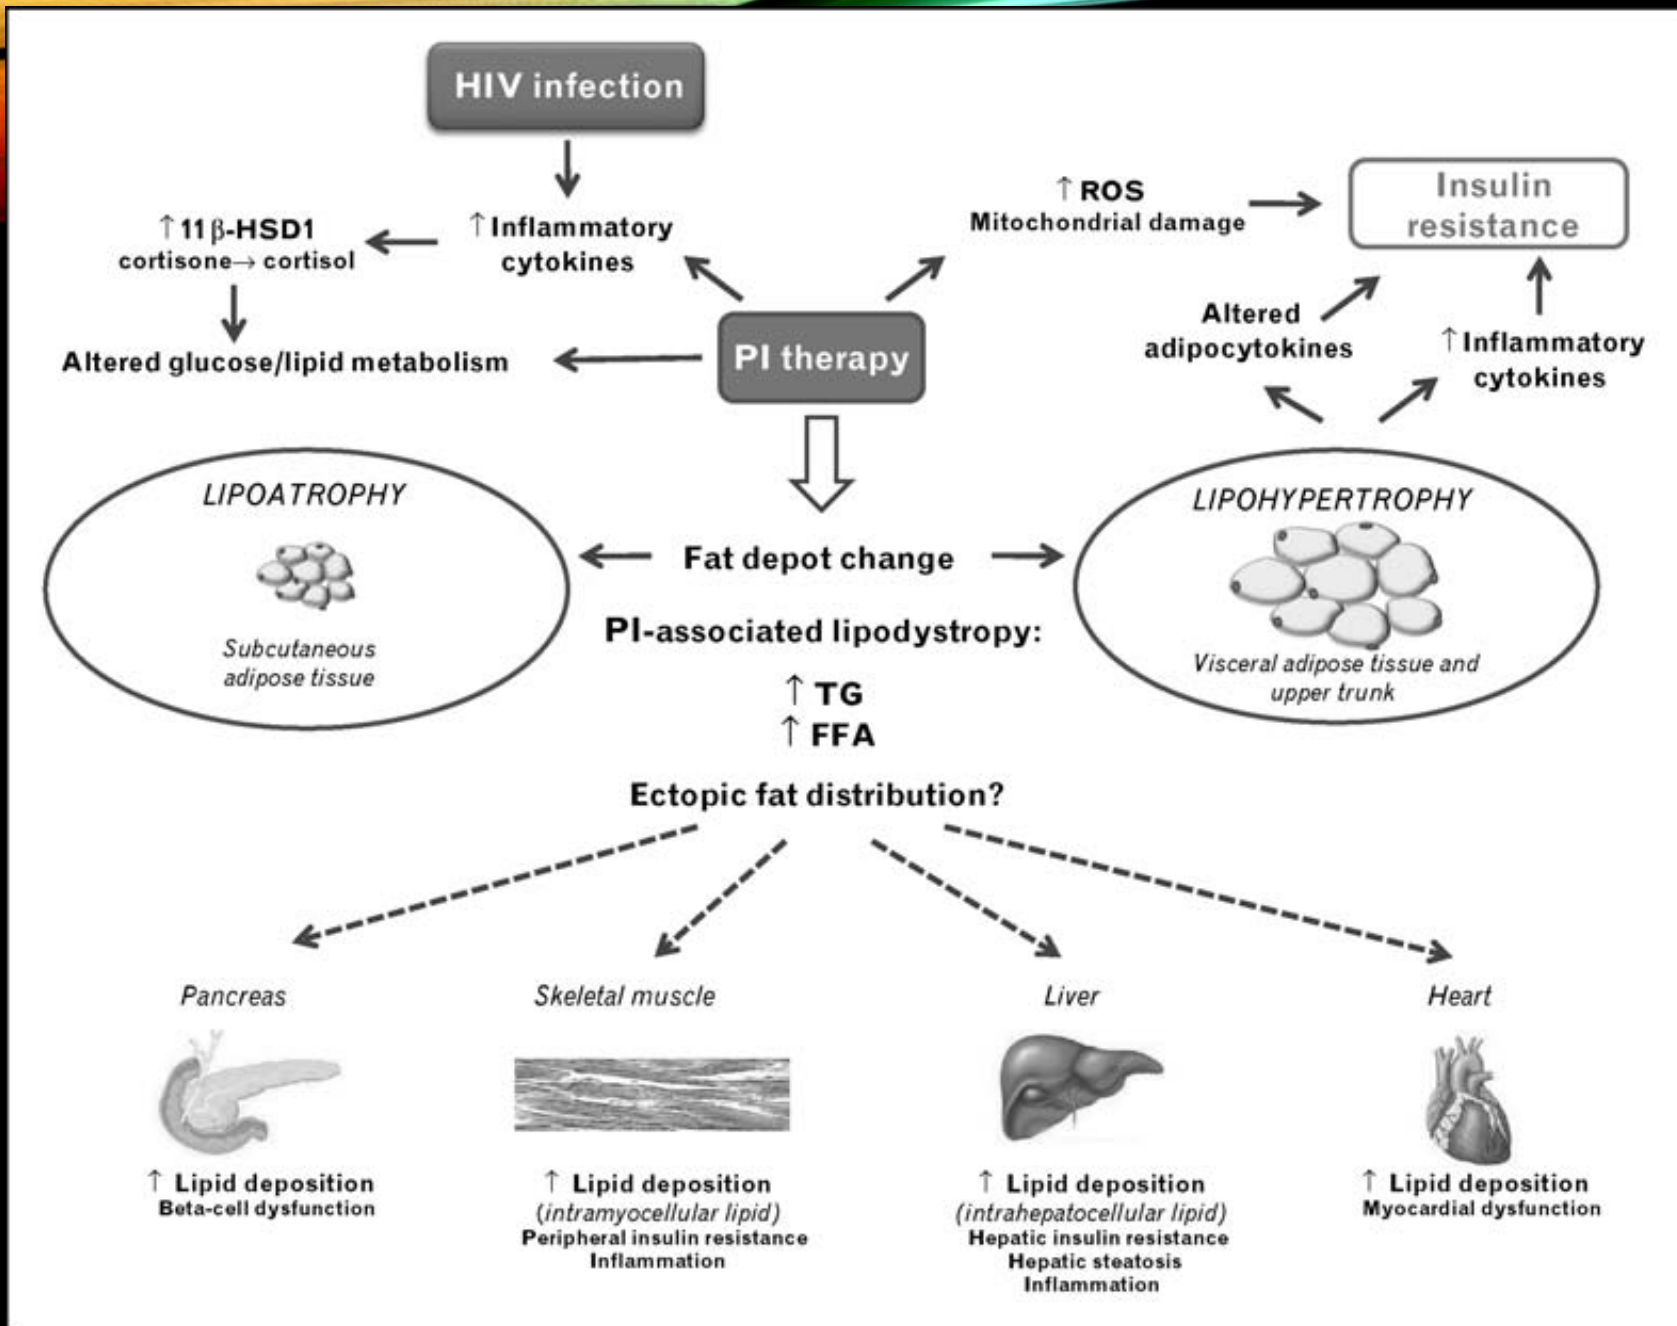 HIV infection
↑ROS
Mitochondrial damage
Insulin
resistance
↑11β-HSD1
cortisone→ cortisol
↑Inflammatory
cytokines
Altered
adipocytokines
↑Inflammatory
cytokines
Altered glucose/lipid metabolism
PI therapy
LIPOATROPHY
Subcutaneous
adipose tissue
Fat depot change
LIPOHYPERTROPHY
Visceral adipose tissue and
upper trunk
PI-associated lipodystropy:
↑ TG
↑ FFA
Ectopic fat distribution?
Pancreas
↑ Lipid deposition
Beta-cell dysfunction
Skeletal muscle
↑ Lipid deposition
(intramyocellular lipid)
Peripheral insulin resistance
Inflammation
Liver
↑ Lipid deposition
(intrahepatocellular lipid)
Hepatic insulin resistance
Hepatic steatosis
Inflammation
Heart
↑ Lipid deposition
Myocardial dysfunction